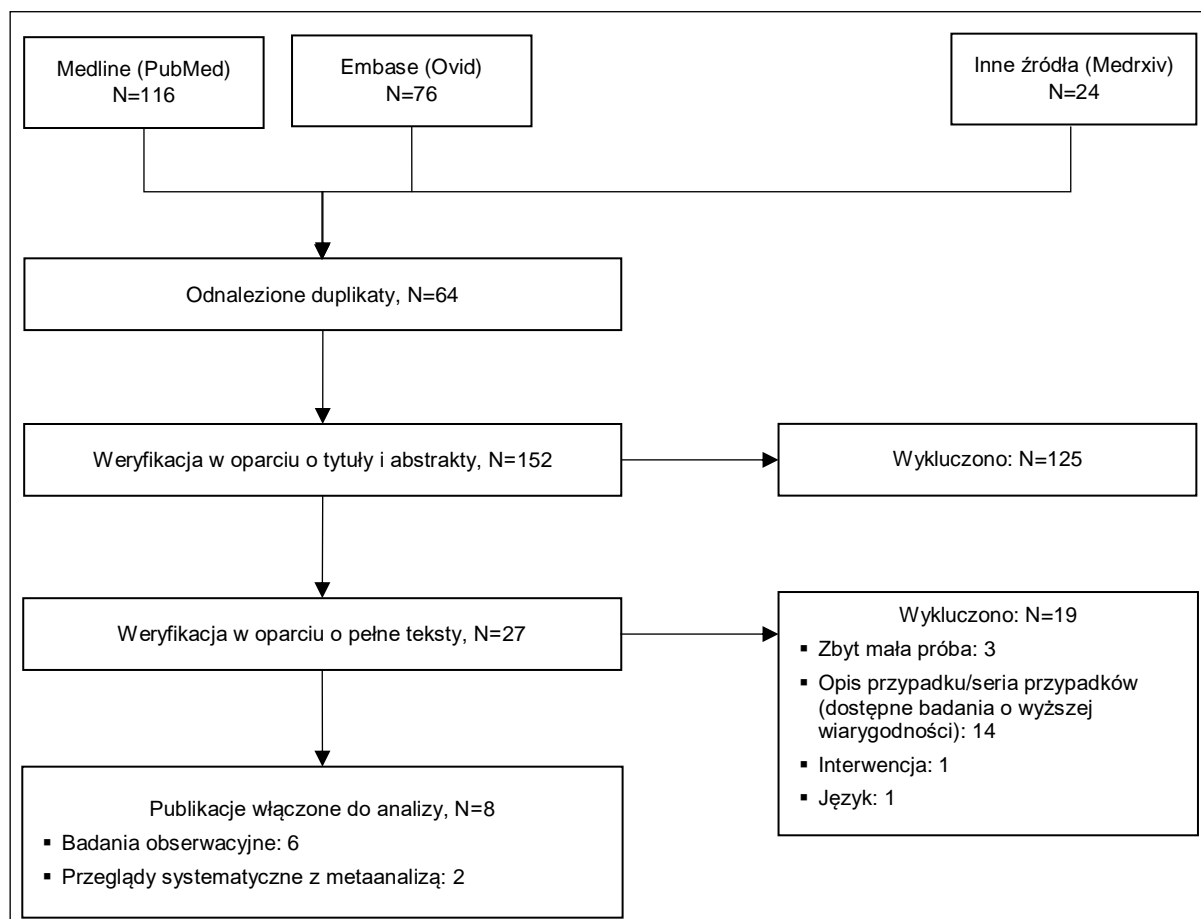 Medline (PubMed)
N=116
Embase (Ovid)
N=76
Inne źródła (Medrxiv)
N=24
Odnalezione duplikaty, N=64
Weryfikacja w oparciu o tytuły i abstrakty, N=152
Wykluczono: N=125
Weryfikacja w oparciu o pełne teksty, N=27
Wykluczono: N=19
▪ Zbyt mała próba: 3
▪ Opis przypadku/seria przypadków
(dostępne badania o wyższej
wiarygodności): 14
▪ Interwencja: 1
▪ Język: 1
Publikacje włączone do analizy, N=8
▪ Badania obserwacyjne: 6
▪ Przeglądy systematyczne z metaanalizą: 2